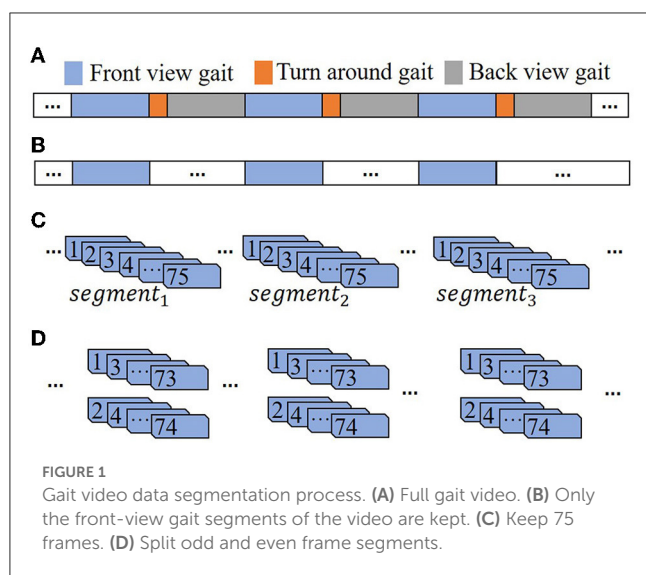 A
Front view gait Turn around gait Back view gait
... ... 
B
... ... ... ...
C
... 1 2 3 4 ... 75 ... 1 2 3 4 ... 75 ... 1 2 3 4 ... 75 ...
segment1 segment2 segment3
D
1 3 ... 73 1 3 ... 73 1 3 ... 73
... ... ... ...
2 4 ... 74 2 4 ... 74 2 4 ... 74
FIGURE 1
Gait video data segmentation process. (A) Full gait video. (B) Only
the front-view gait segments of the video are kept. (C) Keep 75
frames. (D) Split odd and even frame segments.